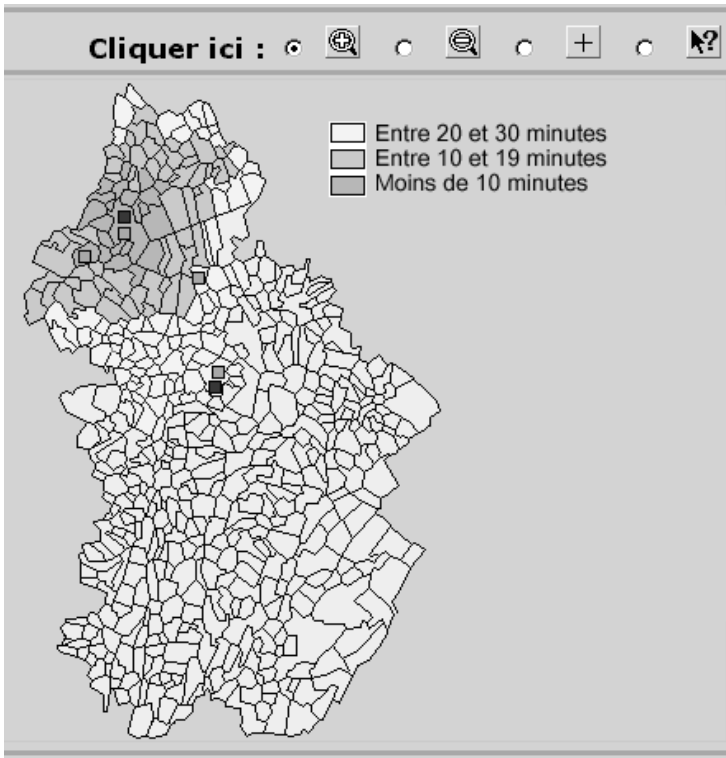 Cliquer ici :
Entre 20 et 30 minutes
Entre 10 et 19 minutes
Moins de 10 minutes